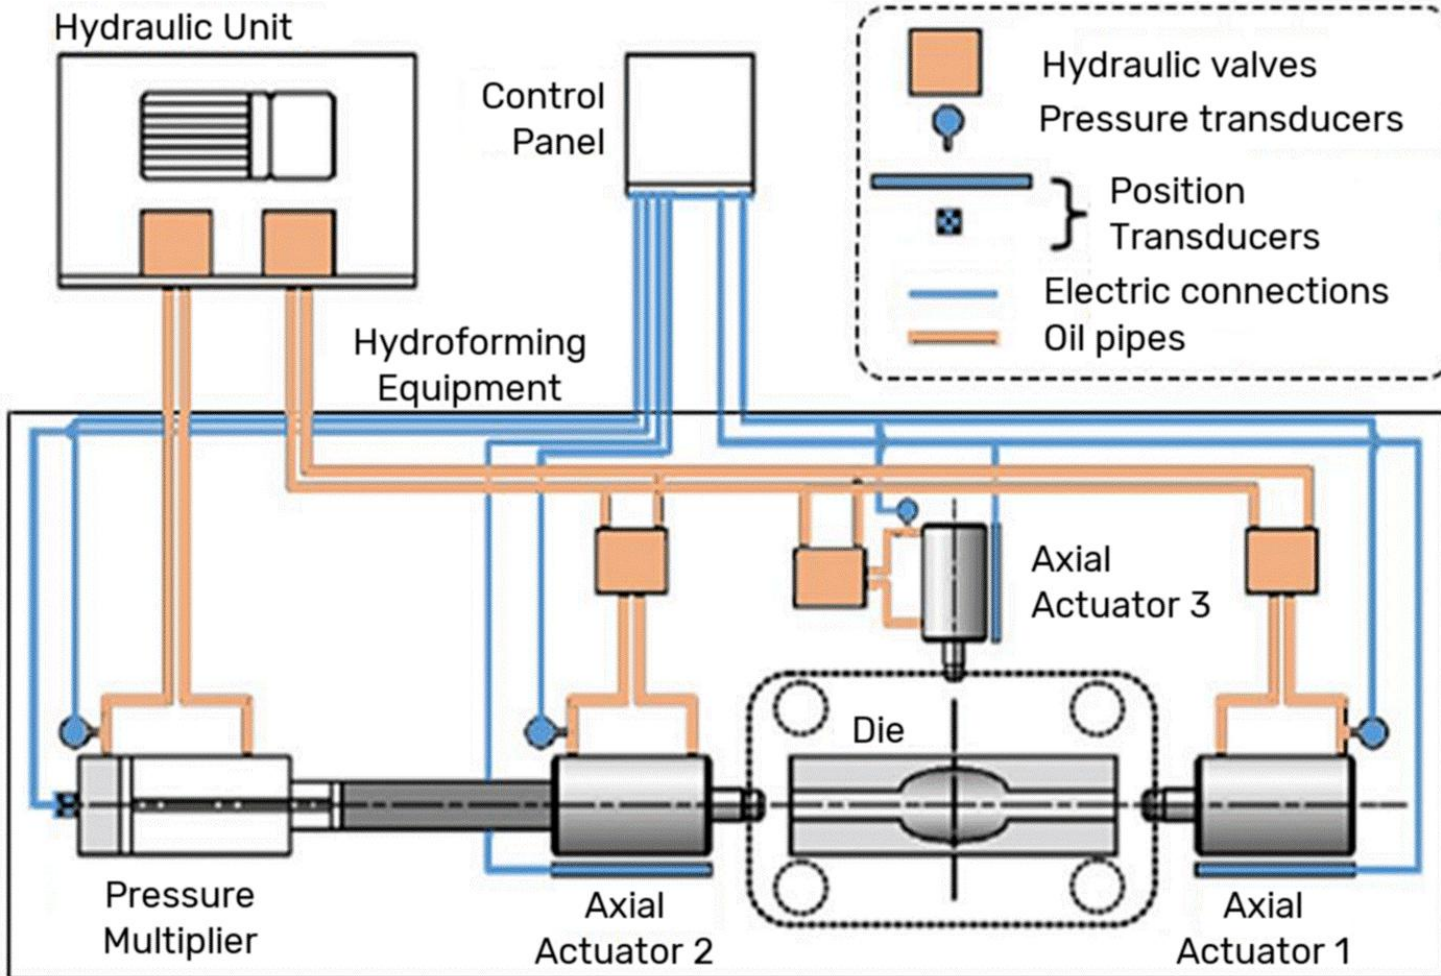 Hydraulic Unit
Control
Panel
Hydraulic valves
Pressure transducers
Position
Transducers
Electric connections
Oil pipes
Hydroforming
Equipment
Axial
Actuator 3
Die
Pressure
Multiplier
Axial
Actuator 2
Axial
Actuator 1